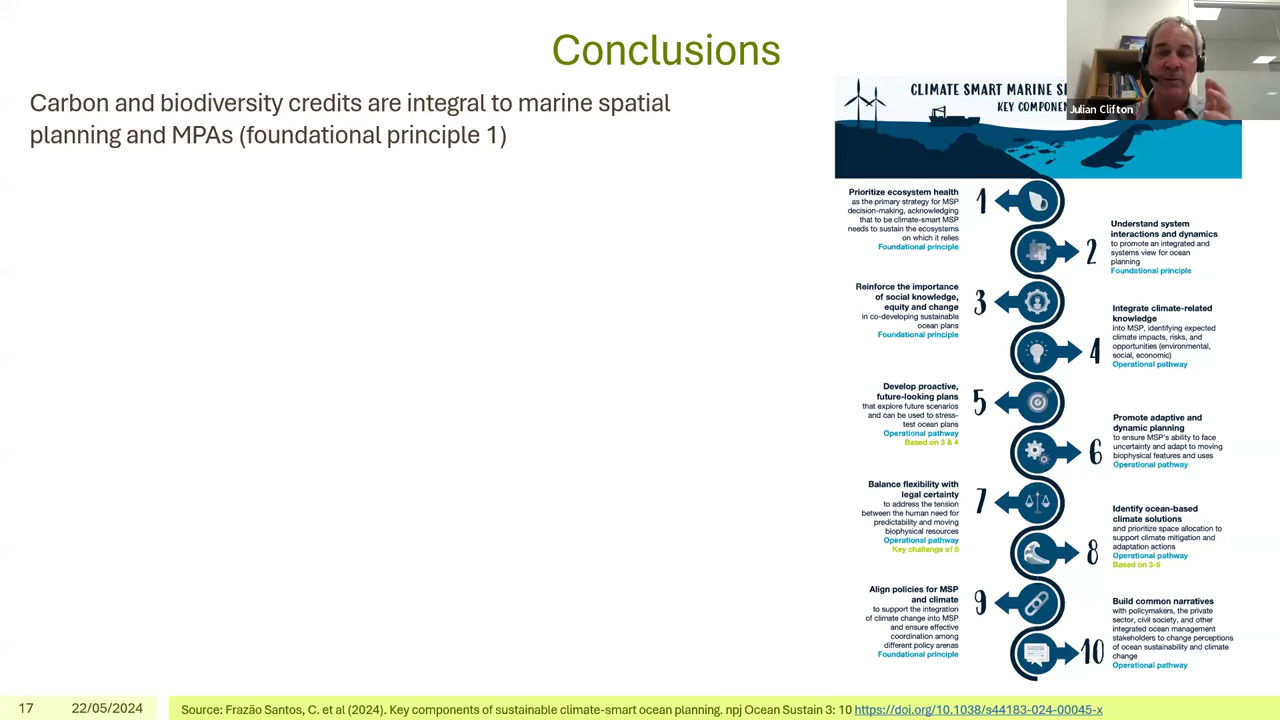 Conclusions
Julian Clifton
Carbon and biodiversity credits are integral to marine spatial
planning and MPAs (foundational principle 1)
CLIMATE SMART MARINE
KEY
Prioritize ecosystem health
as the primary strategy for MSP
decision-making, acknowledging
that to be climate-smart MSP
needs to sustain the ecosystems
on which it relies
Foundational principle
1
Understand system
interactions and dynamics
to promote an integrated and
systems view for ocean
planning
Foundational principle
2
Reinforce the importance
of social knowledge,
equity and change
in co-developing sustainable
ocean plans
Foundational principle
3
Integrate climate-related
knowledge
into MSP, identifying expected
climate impacts, risks, and
opportunities (environmental,
social, economic)
Operational pathway
4
Develop proactive,
future-looking plans
that explore future scenarios
and can be used to stress-
test ocean plans
Operational pathway
Based on 3 & 4
5
Promote adaptive and
dynamic planning
to ensure MSP's ability to face
uncertainty and adapt to moving
biophysical features and uses
Operational pathway
6
Balance flexibility with
legal certainty
to address the tension
between the human need for
predictability and moving
biophysical resources
Operational pathway
Key challenge of 6
7
Identify ocean-based
climate solutions
and prioritize space allocation to
support climate mitigation and
adaptation actions
Operational pathway
Based on 3-5
8
Align policies for MSP
and climate
to support the integration
of climate change into MSP
and ensure effective
coordination among
different policy arenas
Foundational principle
9
Build common narratives
with policymakers, the private
sector, civil society, and other
integrated ocean management
stakeholders to change perceptions
of ocean sustainability and climate
change
Operational pathway
10
17
22/05/2024
Source: Frazão Santos, C. et al (2024). Key components of sustainable climate-smart ocean planning. npj Ocean Sustain 3: 10 https://doi.org/10.1038/s44183-024-00045-x